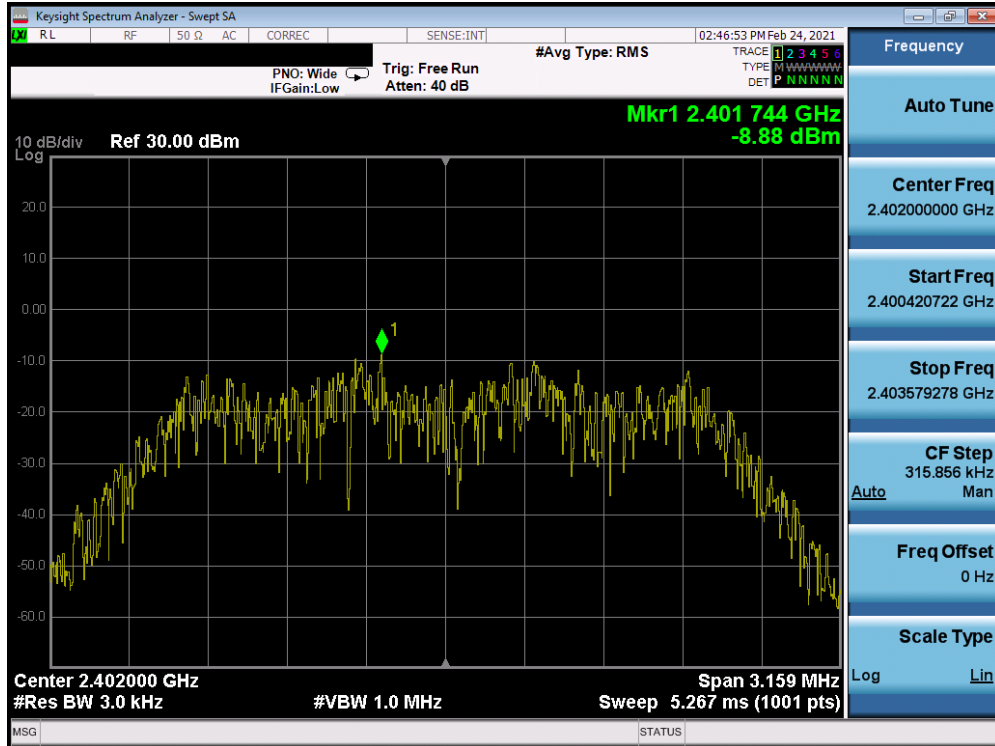 Keysight Spectrum Analyzer - Swept SA
LXI RL RF 50 Ω AC CORREC SENSE:INT 02:46:53 PM Feb 24, 2021
#Avg Type: RMS
TRACE 1 2 3 4 5 6
TYPE M W W W W W
DET P N N N N N
PNO: Wide
IFGain:Low
Trig: Free Run
Atten: 40 dB
Mkr1 2.401 744 GHz
-8.88 dBm
10 dB/div
Log
Ref 30.00 dBm
20.0
10.0
0.00
-10.0
-20.0
-30.0
-40.0
-50.0
-60.0
1
Center 2.402000 GHz
#Res BW 3.0 kHz
#VBW 1.0 MHz
Span 3.159 MHz
Sweep 5.267 ms (1001 pts)
MSG
STATUS
Frequency
Auto Tune
Center Freq
2.402000000 GHz
Start Freq
2.400420722 GHz
Stop Freq
2.403579278 GHz
CF Step
315.856 kHz
Auto Man
Freq Offset
0 Hz
Scale Type
Log Lin